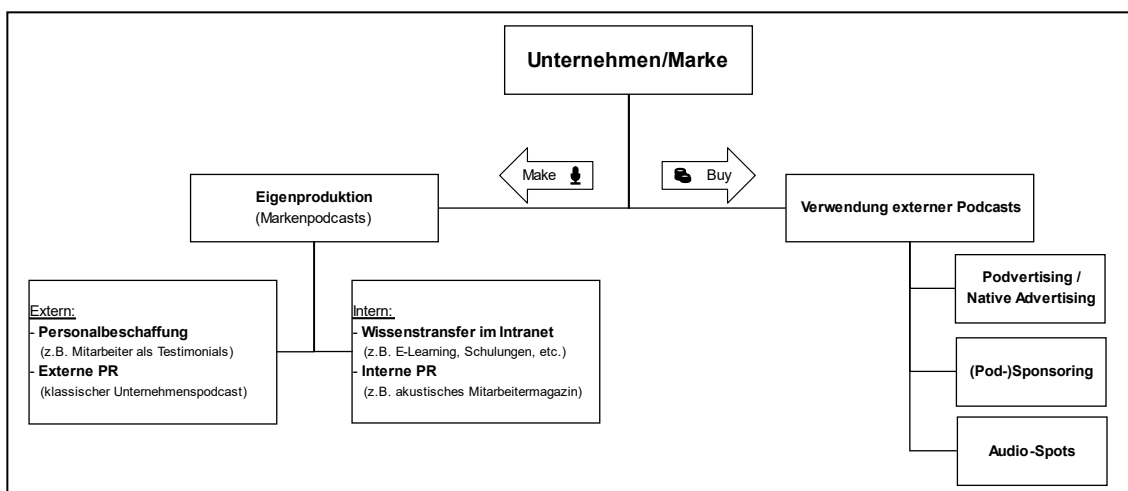 Unternehmen/Marke
Make
Buy
Eigenproduktion
(Markenpodcasts)
Verwendung externer Podcasts
Extern:
- Personalbeschaffung
(z.B. Mitarbeiter als Testimonials)
- Externe PR
(klassischer Unternehmenspodcast)
Intern:
- Wissenstransfer im Intranet
(z.B. E-Learning, Schulungen, etc.)
- Interne PR
(z.B. akustisches Mitarbeitermagazin)
Podvertising /
Native Advertising
(Pod-)Sponsoring
Audio-Spots